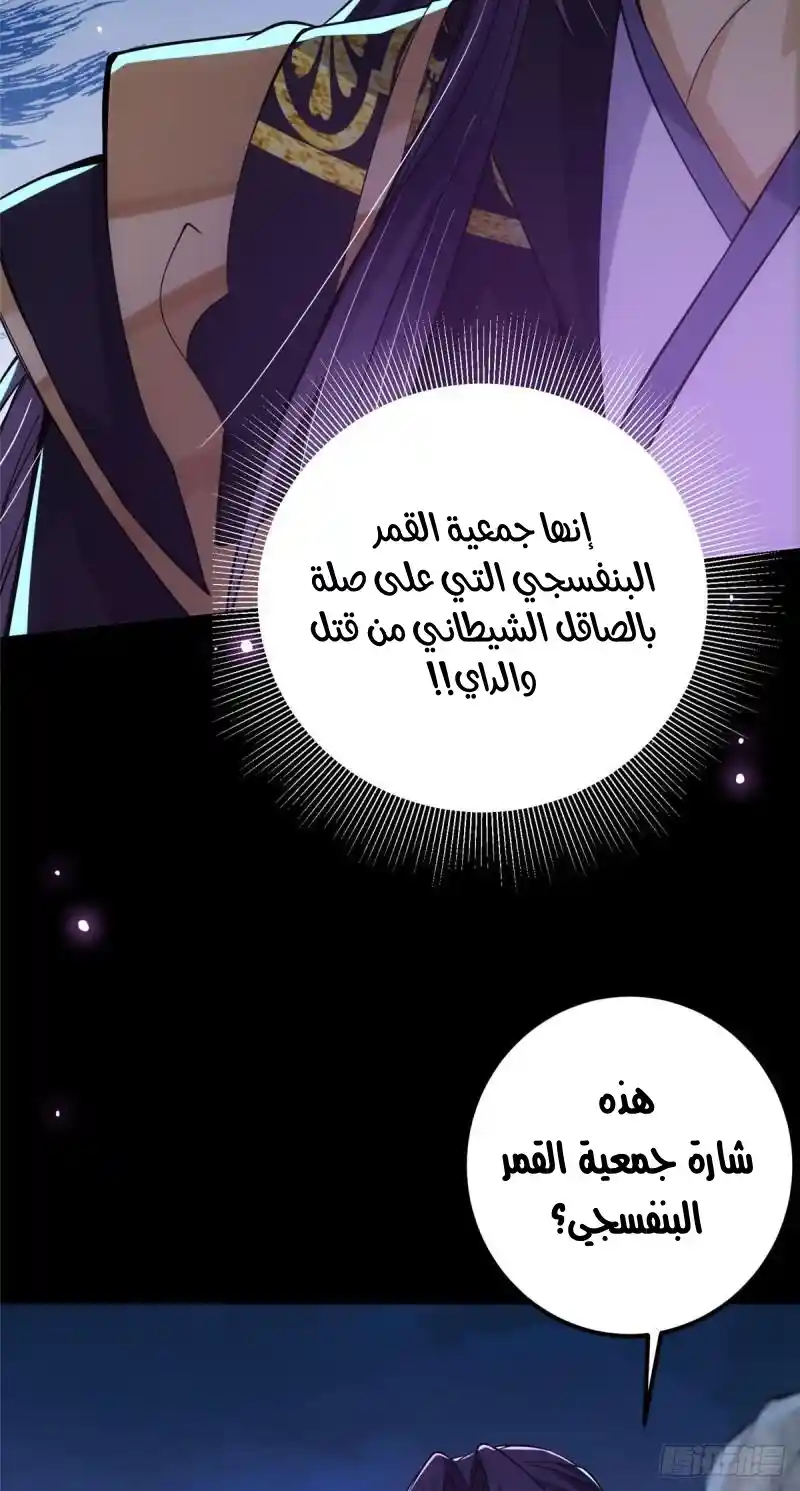 إنها جمعية القمر
البنفسجي التي على صلة
بالصاقل الشيطاني من قتل
والداي!!
هذه
شارة جمعية القمر
البنفسجي؟